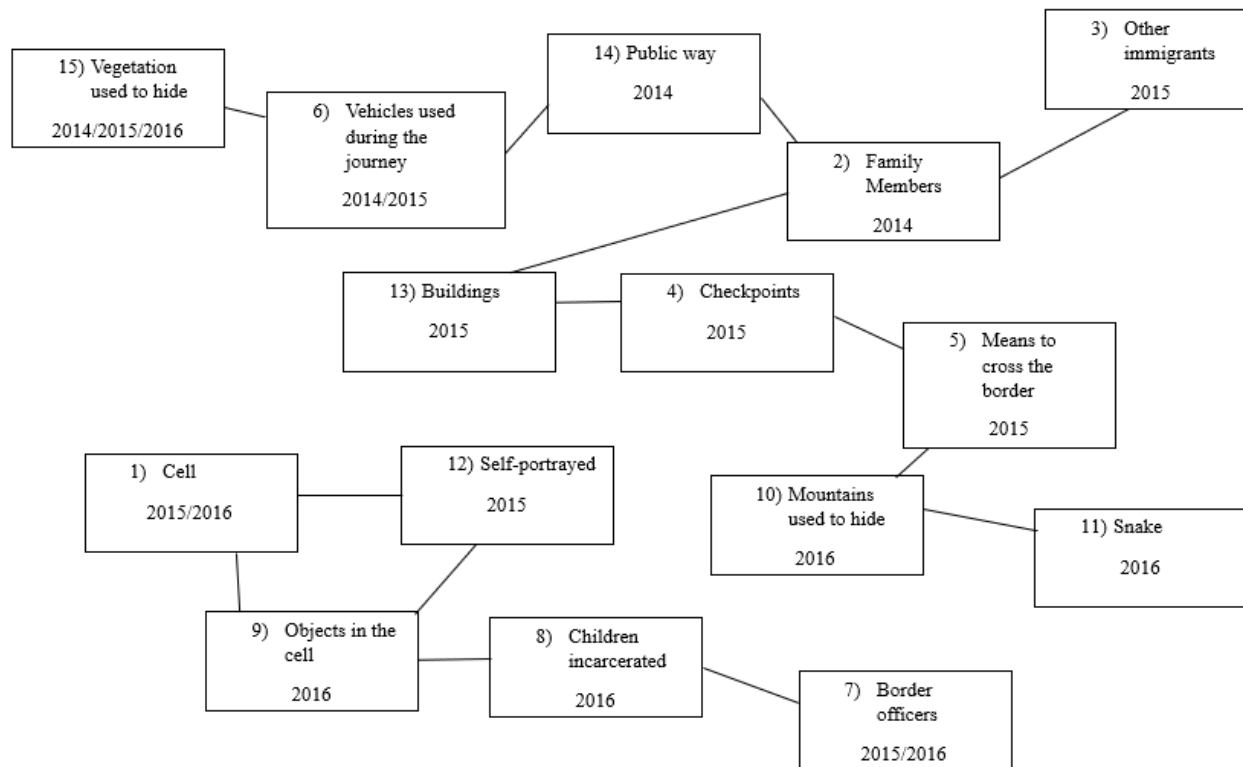 3) Other
immigrants
2015
14) Public way
2014
15) Vegetation
used to hide
2014/2015/2016
6) Vehicles used
during the
journey
2014/2015
2) Family
Members
2014
13) Buildings
2015
4) Checkpoints
2015
5) Means to
cross the
border
2015
1) Cell
2015/2016
12) Self-portrayed
2015
10) Mountains
used to hide
2016
11) Snake
2016
9) Objects in the
cell
2016
8) Children
incarcerated
2016
7) Border
officers
2015/2016